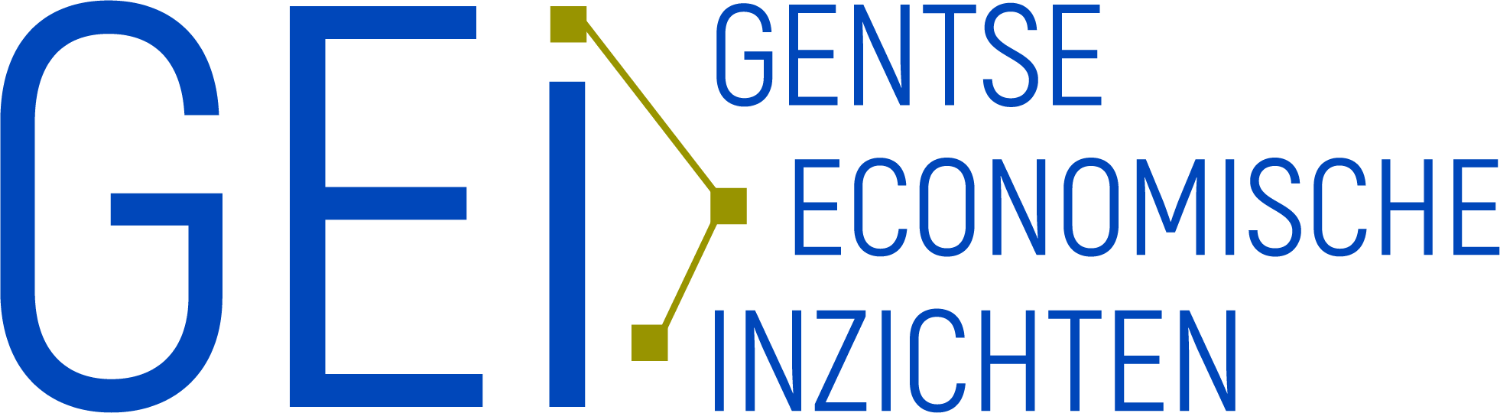 GEi
GENTSE
ECONOMISCHE
INZICHTEN